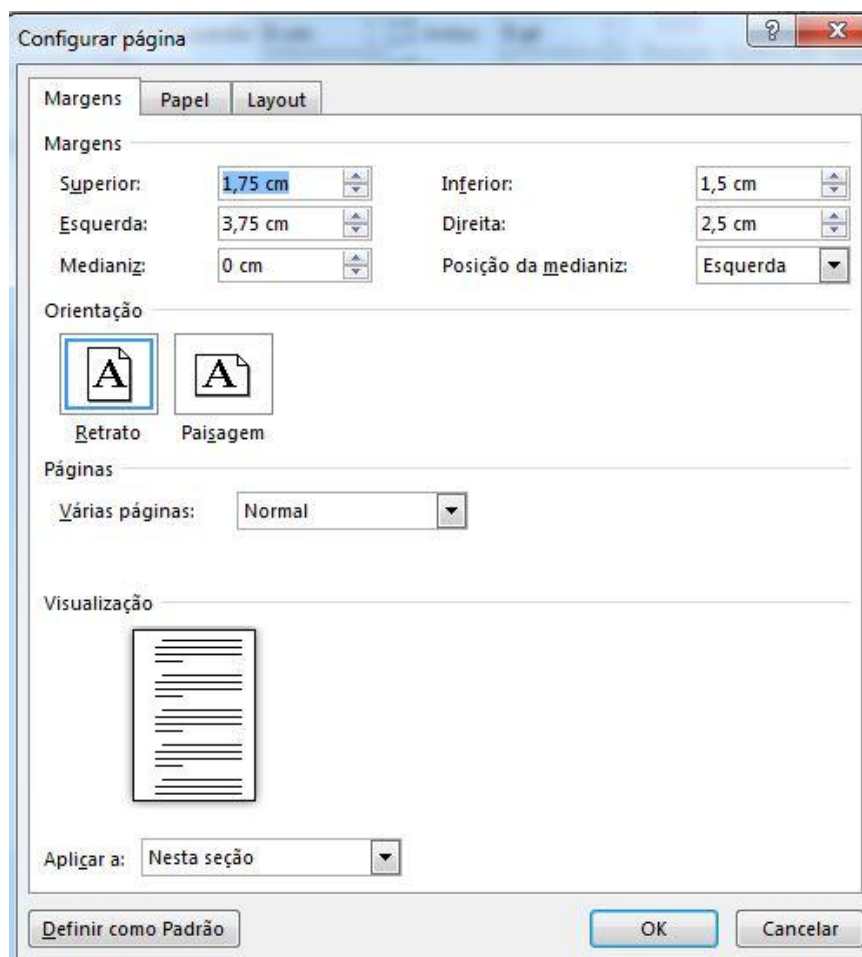 Configurar página
Margens Papel Layout
Margens
Superior: 1,75 cm Inferior: 1,5 cm
Esquerda: 3,75 cm Direita: 2,5 cm
Medianiz: 0 cm Posição da medianiz: Esquerda
Orientação
A A
Retrato Paisagem
Páginas
Várias páginas: Normal
Visualização
Aplicar a: Nesta seção
Definir como Padrão OK Cancelar